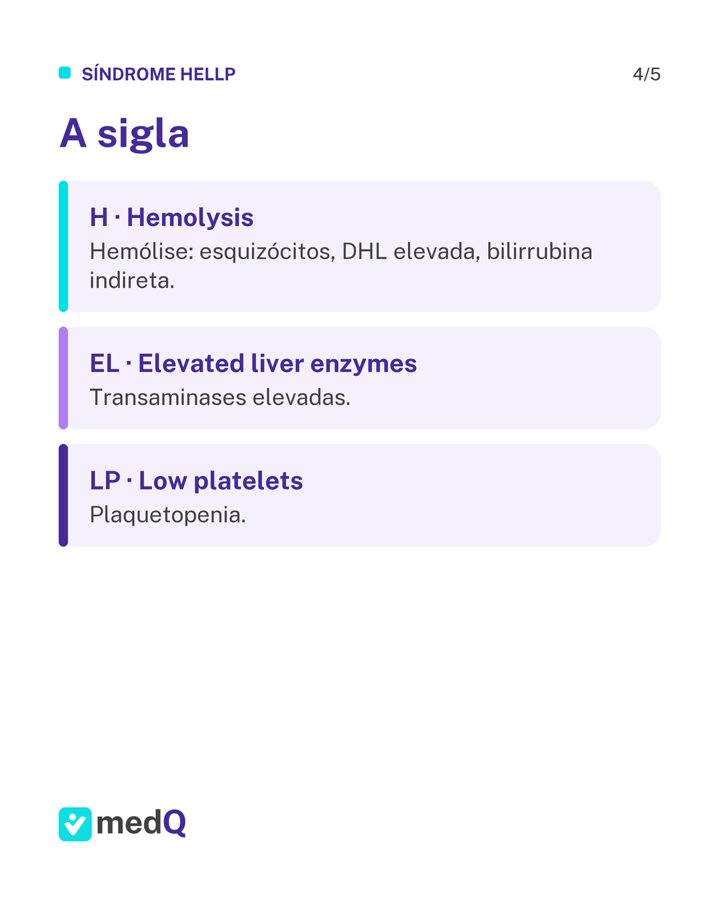 SÍNDROME HELLP
4/5
A sigla
H · Hemolysis
Hemólise: esquizócitos, DHL elevada, bilirrubina
indireta.
EL · Elevated liver enzymes
Transaminases elevadas.
LP · Low platelets
Plaquetopenia.
medQ